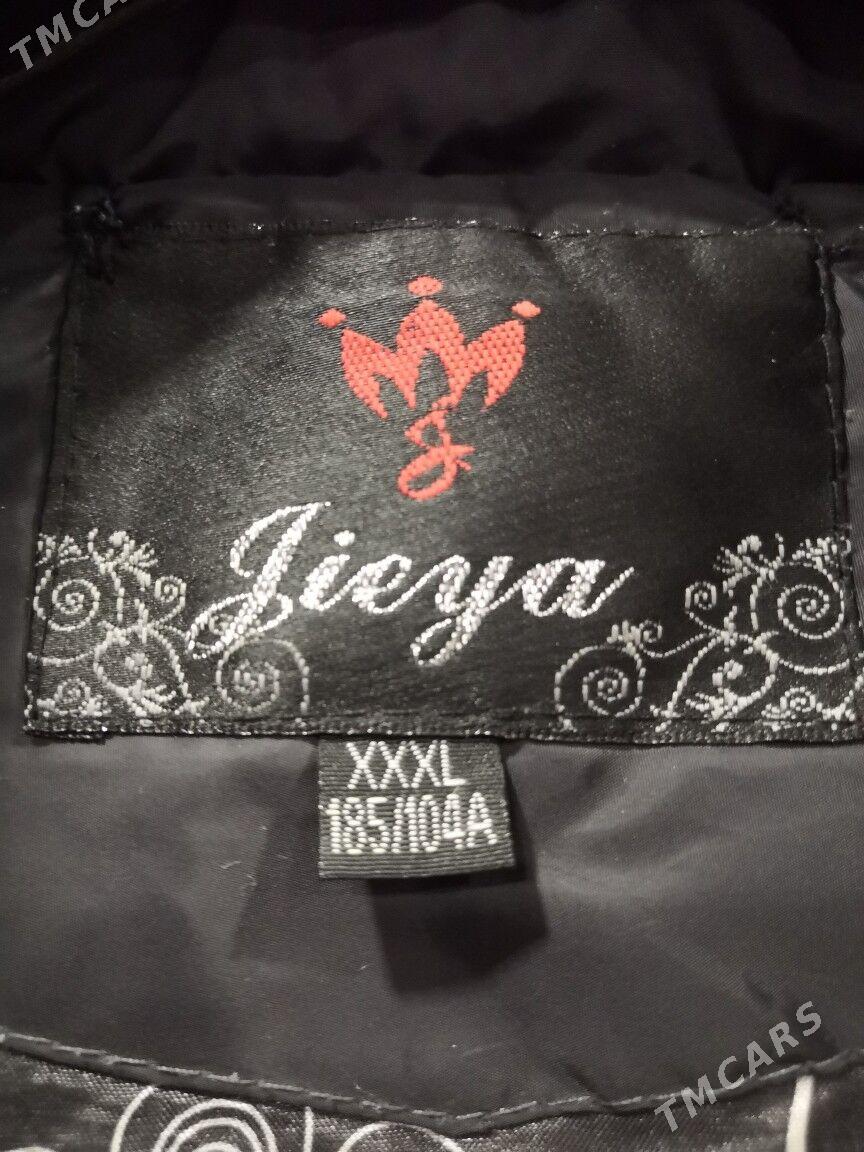 TMCARS
J
Jieya
XXXL
185/104A
TMCARS